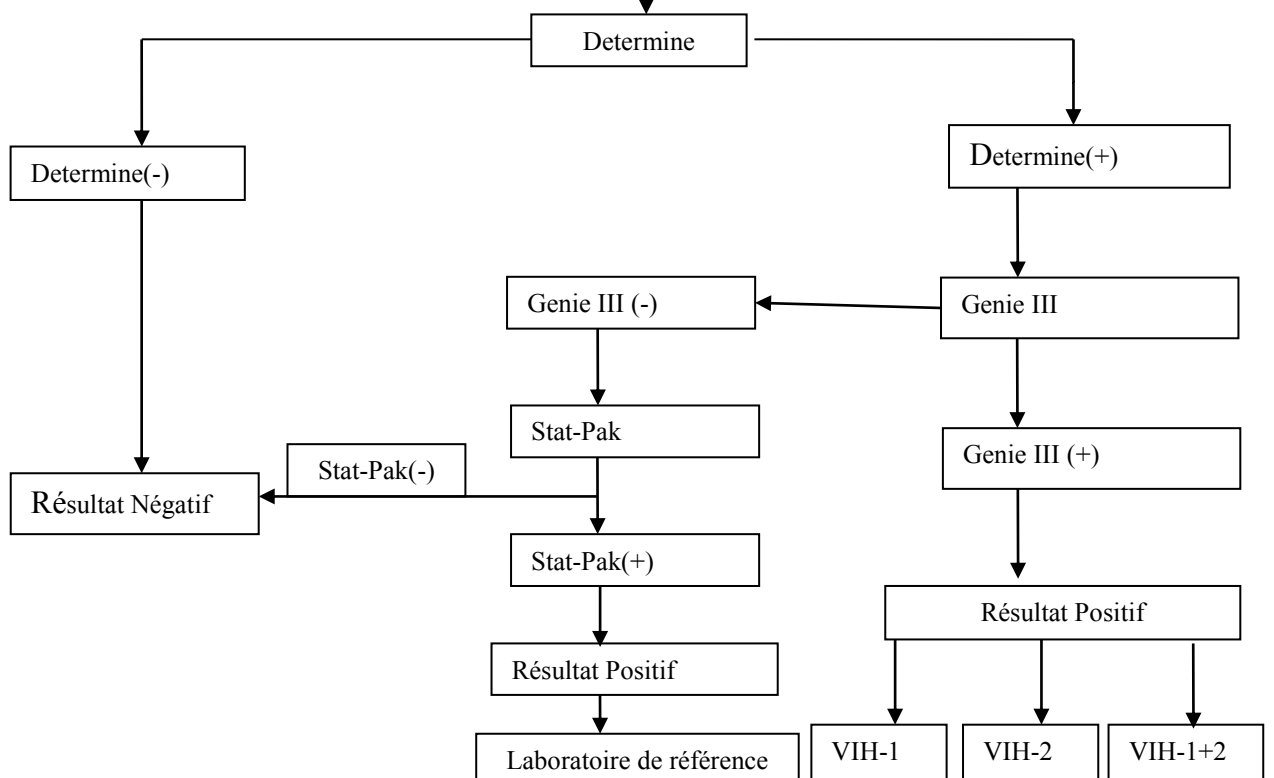 Determine
Determine(-)
Determine(+)
Genie III (-)
Genie III
Stat-Pak
Genie III (+)
Stat-Pak(-)
Résultat Négatif
Stat-Pak(+)
Résultat Positif
Résultat Positif
Laboratoire de référence
VIH-1
VIH-2
VIH-1+2